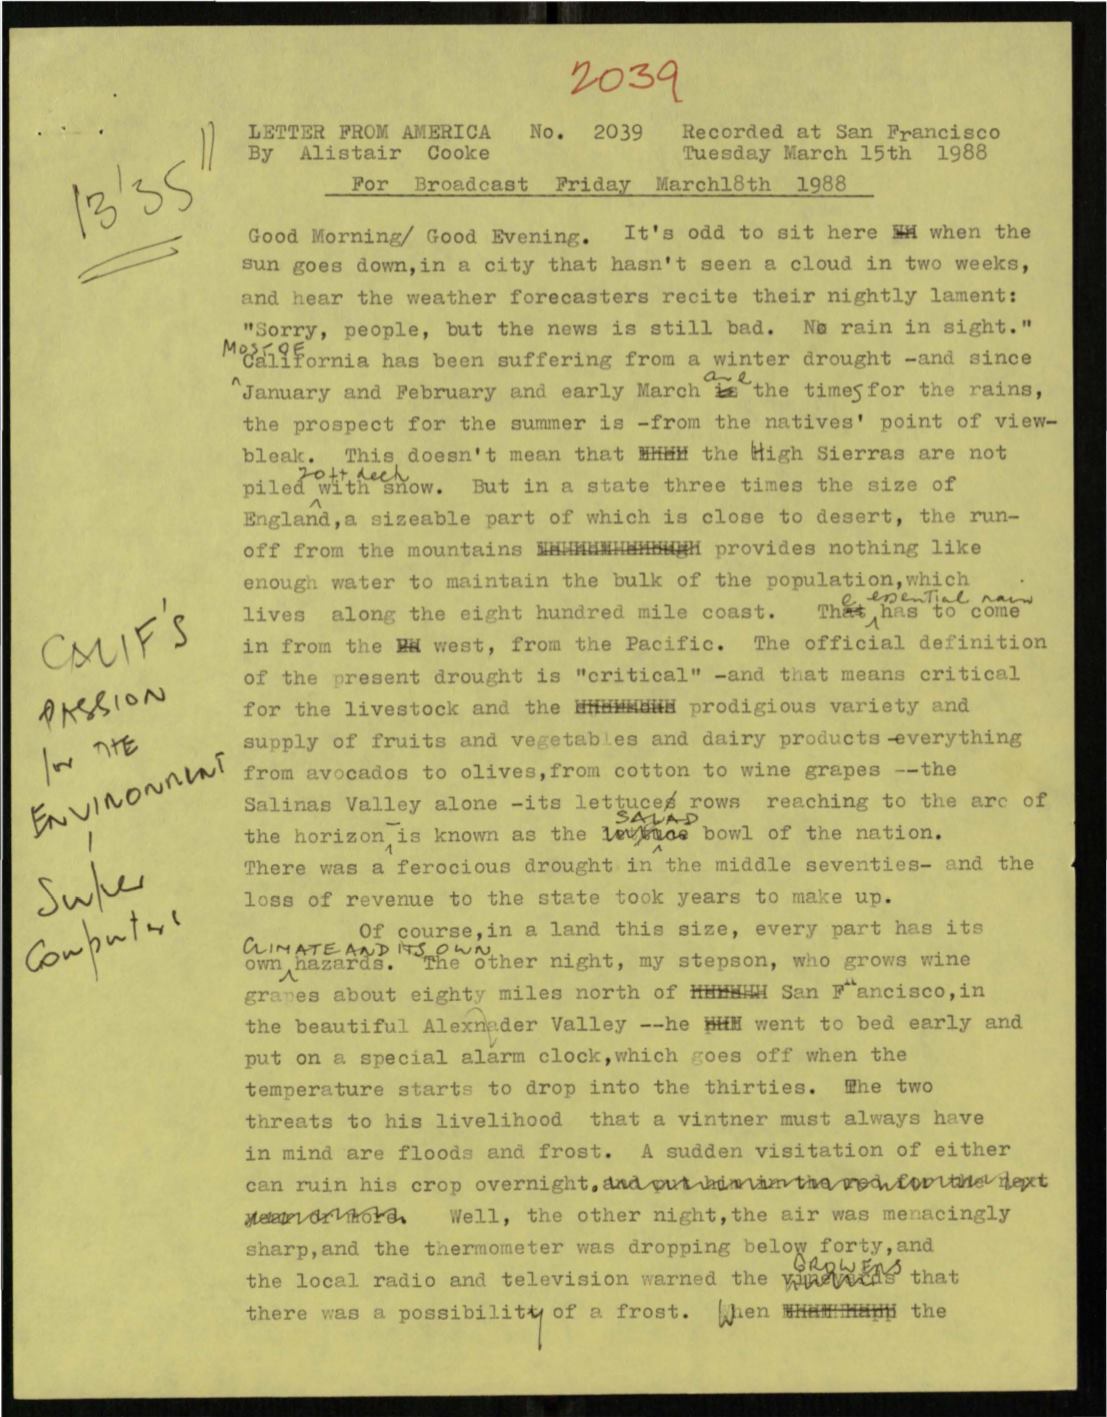 2039
LETTER FROM AMERICA No. 2039 Recorded at San Francisco
By Alistair Cooke Tuesday March 15th 1988
13'35"
For Broadcast Friday March18th 1988
Good Morning/ Good Evening. It's odd to sit here when the
sun goes down,in a city that hasn't seen a cloud in two weeks,
and hear the weather forecasters recite their nightly lament:
"Sorry, people, but the news is still bad. No rain in sight."
MOST OF
California has been suffering from a winter drought -and since
January and February and early March are the times for the rains,
the prospect for the summer is -from the natives' point of view-
bleak. This doesn't mean that the High Sierras are not
20 ft deep
piled with snow. But in a state three times the size of
England,a sizeable part of which is close to desert, the run-
off from the mountains provides nothing like
enough water to maintain the bulk of the population,which
essential rain
lives along the eight hundred mile coast. The has to come
in from the west, from the Pacific. The official definition
of the present drought is "critical" -and that means critical
for the livestock and the prodigious variety and
supply of fruits and vegetables and dairy products-everything
from avocados to olives,from cotton to wine grapes --the
Salinas Valley alone -its lettuce rows reaching to the arc of
SALAD
the horizon-is known as the lettuce bowl of the nation.
There was a ferocious drought in the middle seventies- and the
loss of revenue to the state took years to make up.
Of course,in a land this size, every part has its
CLIMATE AND ITS OWN
own hazards. The other night, my stepson, who grows wine
grapes about eighty miles north of San Francisco,in
the beautiful Alexnader Valley --he went to bed early and
put on a special alarm clock,which goes off when the
temperature starts to drop into the thirties. The two
threats to his livelihood that a vintner must always have
in mind are floods and frost. A sudden visitation of either
can ruin his crop overnight, and put him in the red for the next
year or more. Well, the other night,the air was menacingly
sharp,and the thermometer was dropping below forty,and
GROWERS
the local radio and television warned the vineyards that
there was a possibility of a frost. When the
CALIF'S
PASSION
for THE
ENVIRONMENT
Super
Computers